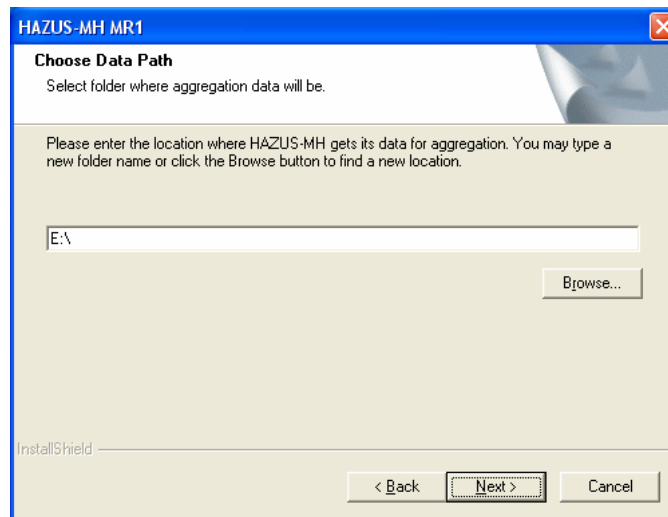 HAZUS-MH MR1
Choose Data Path
Select folder where aggregation data will be.
Please enter the location where HAZUS-MH gets its data for aggregation. You may type a
new folder name or click the Browse button to find a new location.
E:\
Browse...
InstallShield
< Back Next > Cancel